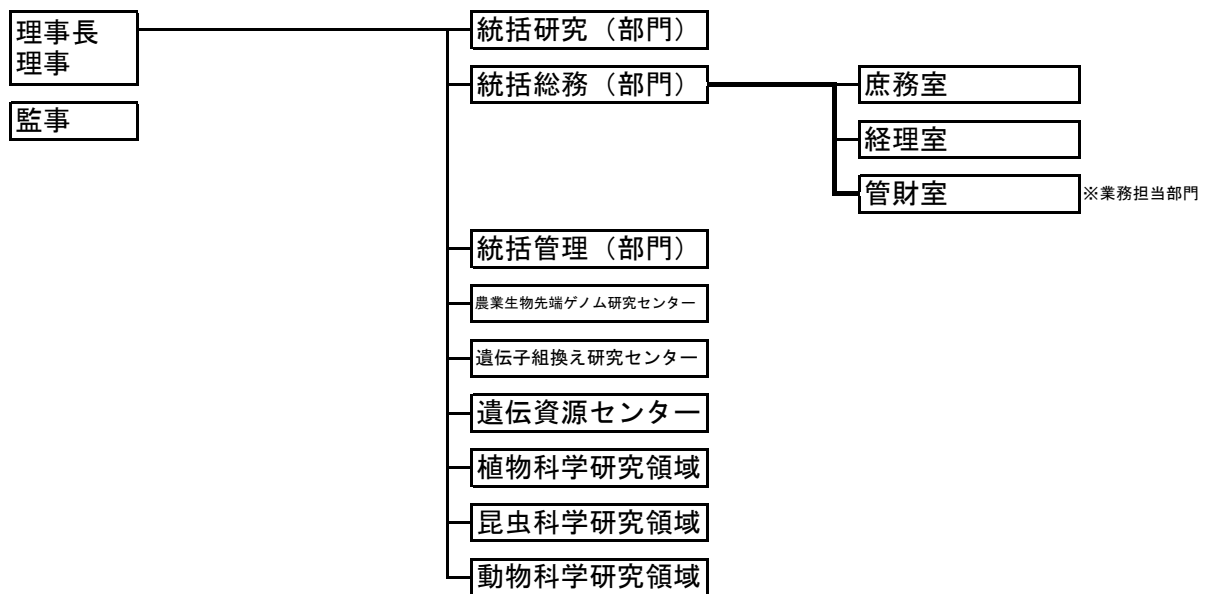 理事長
理事
監事
統括研究（部門）
統括総務（部門）
庶務室
経理室
管財室
※業務担当部門
統括管理（部門）
農業生物先端ゲノム研究センター
遺伝子組換え研究センター
遺伝資源センター
植物科学研究領域
昆虫科学研究領域
動物科学研究領域